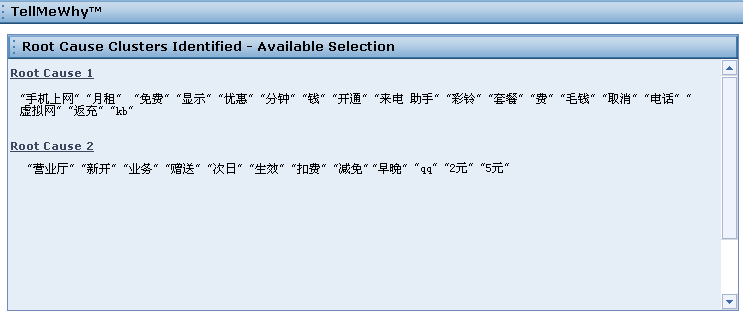 TellMeWhy™
Root Cause Clusters Identified - Available Selection
Root Cause 1
"手机上网" "月租" "免费" "显示" "优惠" "分钟" "钱" "开通" "来电 助手" "彩铃" "套餐" "费" "毛钱" "取消" "电话" "
虚拟网" "返充" "kb"
Root Cause 2
"营业厅" "新开" "业务" "赠送" "次日" "生效" "扣费" "减免" "早晚" "qq" "2元" "5元"